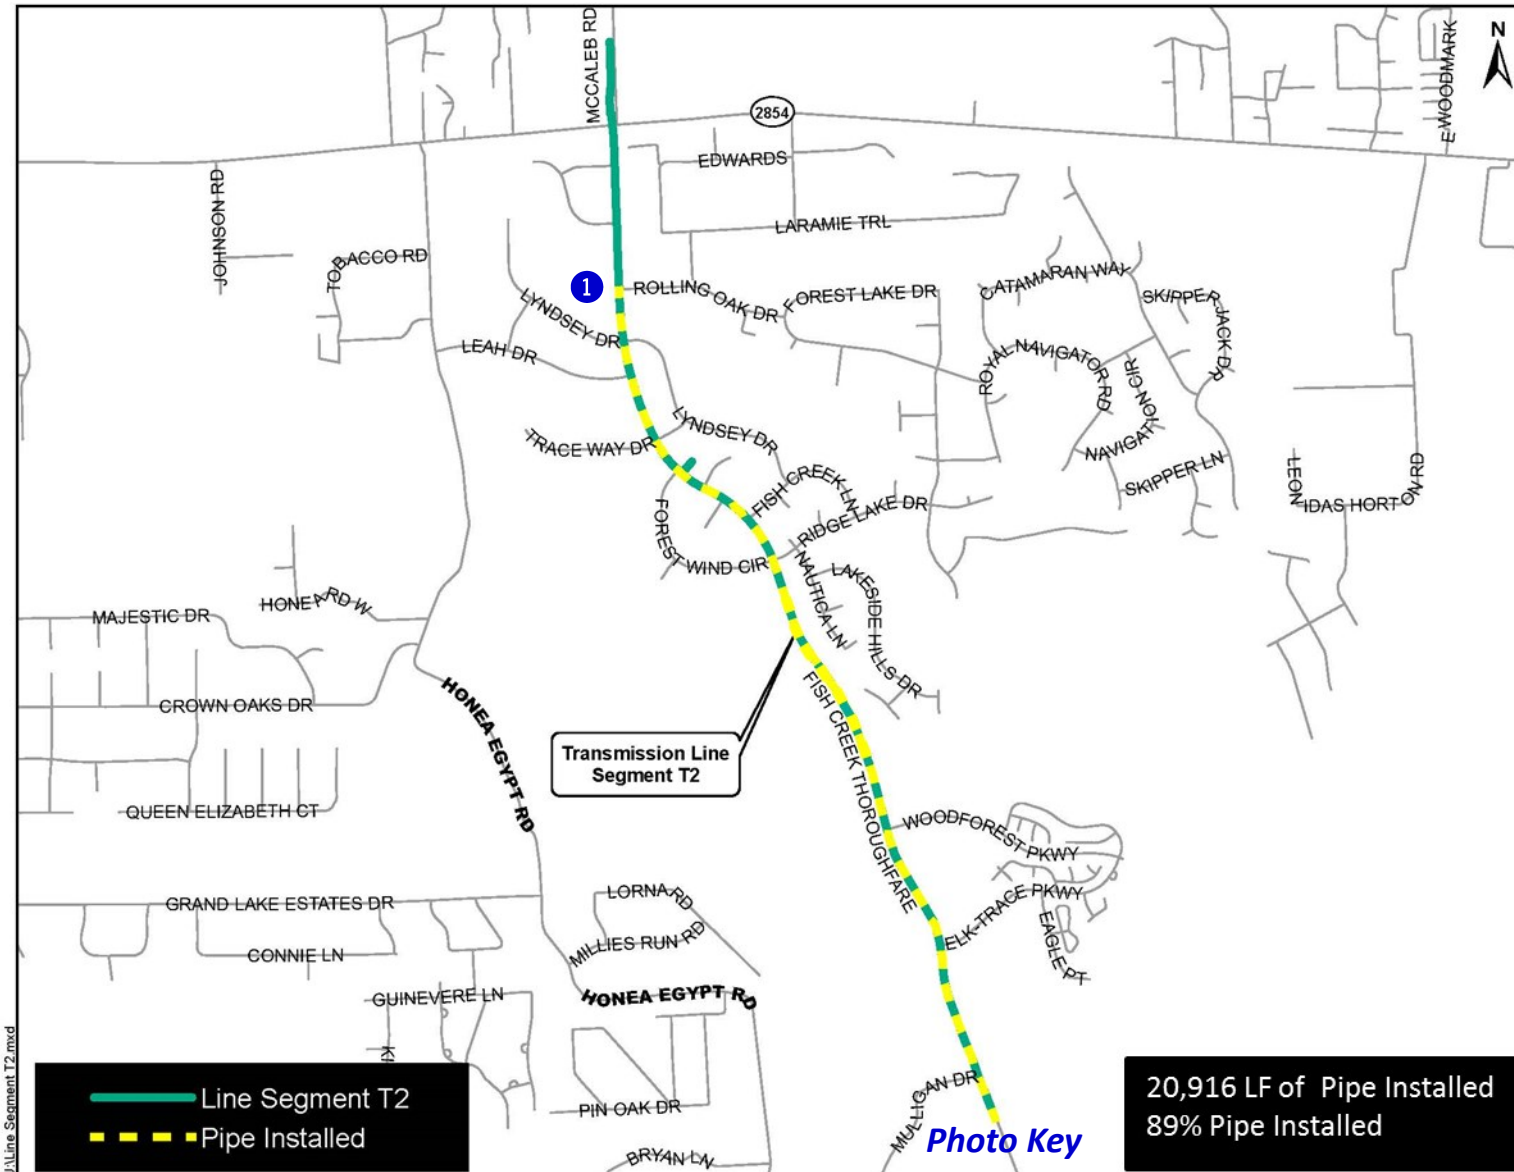 MCCALEB RD
E WOODMARK
N
2854
EDWARDS
JOHNSON RD
LARAMIE TRL
TOBACCO RD
1
ROLLING OAK DR
FOREST LAKE DR
CATAMARAN WAY
SKIPPER JACK DR
LYNDSEY DR
LEAH DR
ROYAL NAVIGATOR RD
NAVIGATION CIR
LYNDSEY DR
TRACE WAY DR
SKIPPER LN
LEON
IDAS HORTON RD
FISH CREEK LN
RIDGE LAKE DR
FOREST WIND CIR
NAUTICA LN
LAKESIDE HILLS DR
HONEA RD W
MAJESTIC DR
CROWN OAKS DR
HONEA EGYPT RD
FISH CREEK THOROUGHFARE
Transmission Line
Segment T2
QUEEN ELIZABETH CT
WOODFOREST PKWY
GRAND LAKE ESTATES DR
LORNA RD
ELK-TRACE PKWY
EAGLE PT
MILLIES RUN RD
CONNIE LN
GUINEVERE LN
HONEA EGYPT RD
KI
J:\Line Segment T2.mxd
Line Segment T2
Pipe Installed
PIN OAK DR
BRYAN LN
MULLIGAN DR
Photo Key
20,916 LF of  Pipe Installed
89% Pipe Installed